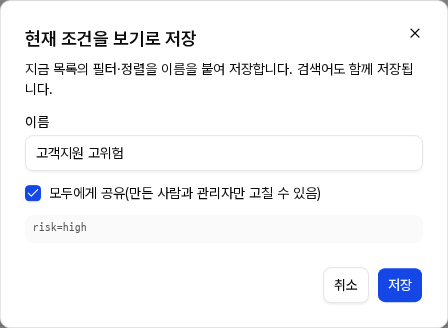 현재 조건을 보기로 저장
지금 목록의 필터·정렬을 이름을 붙여 저장합니다. 검색어도 함께 저장됩
니다.
이름
고객지원 고위험
모두에게 공유(만든 사람과 관리자만 고칠 수 있음)
risk=high
취소 저장